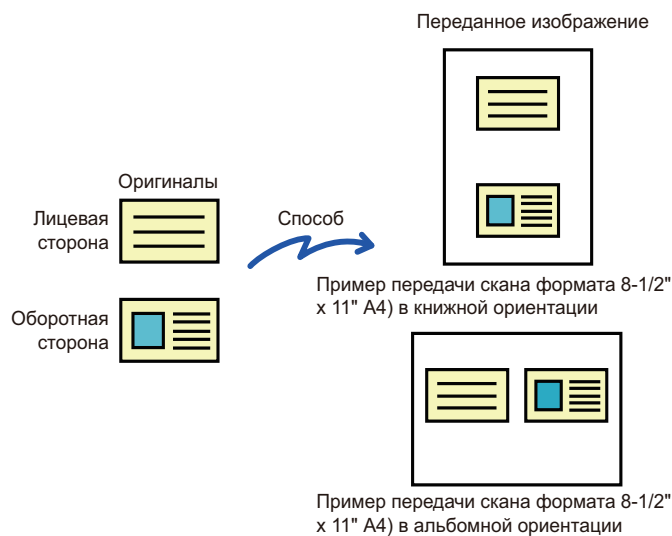 Переданное изображение
Оригиналы
Лицевая
сторона
Способ
Оборотная
сторона
Пример передачи скана формата 8-1/2"
x 11" A4) в книжной ориентации
Пример передачи скана формата 8-1/2"
x 11" A4) в альбомной ориентации